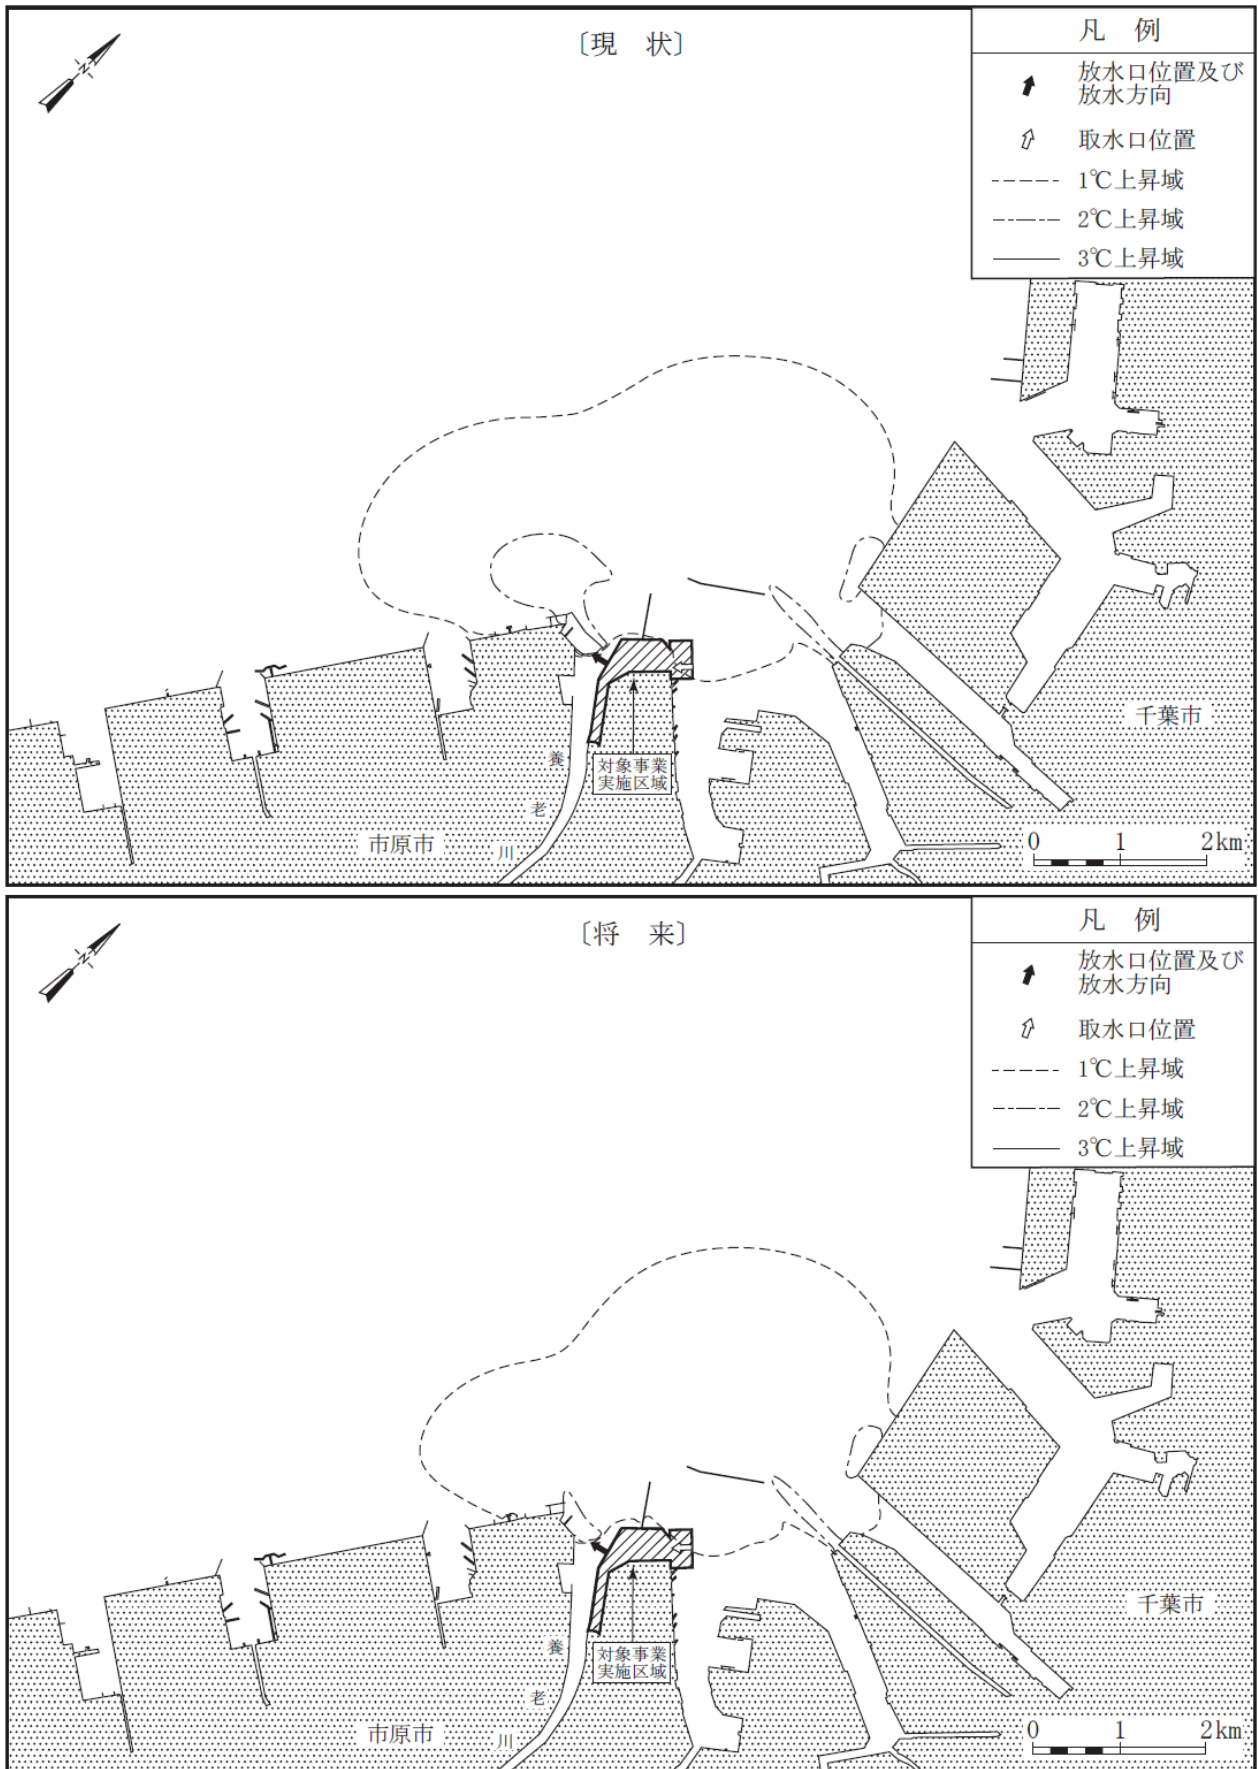 〔現 状〕
凡 例
放水口位置及び
放水方向
取水口位置
1℃上昇域
2℃上昇域
3℃上昇域
N
千葉市
対象事業
実施区域
養
老
川
市原市
0 1 2km
〔将 来〕
凡 例
放水口位置及び
放水方向
取水口位置
1℃上昇域
2℃上昇域
3℃上昇域
N
千葉市
対象事業
実施区域
養
老
川
市原市
0 1 2km